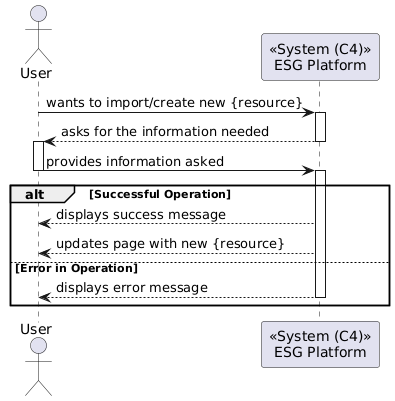 User
«System (C4)»
ESG Platform
wants to import/create new {resource}
asks for the information needed
provides information asked
alt [Successful Operation]
displays success message
updates page with new {resource}
[Error in Operation]
displays error message
User
«System (C4)»
ESG Platform